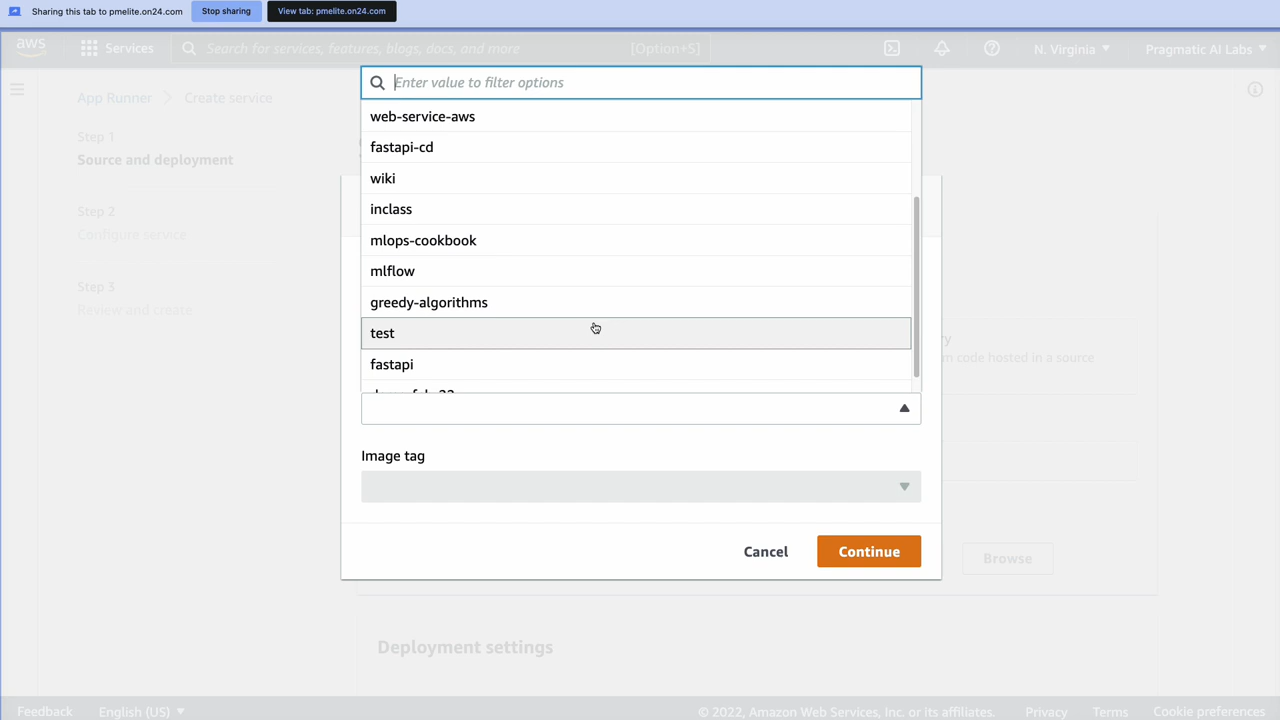 Sharing this tab to pmelite.on24.com
Stop sharing
View tab: pmelite.on24.com
aws
Services
Search for services, features, blogs, docs, and more
[Option+S]
N. Virginia
Pragmatic AI Labs
App Runner
Create service
Step 1
Source and deployment
Step 2
Configure service
Step 3
Review and create
Enter value to filter options
web-service-aws
fastapi-cd
wiki
inclass
mlops-cookbook
mlflow
greedy-algorithms
test
fastapi
code hosted in a source
Image tag
Cancel
Continue
Browse
Deployment settings
Feedback
English (US)
© 2022, Amazon Web Services, Inc. or its affiliates.
Privacy
Terms
Cookie preferences